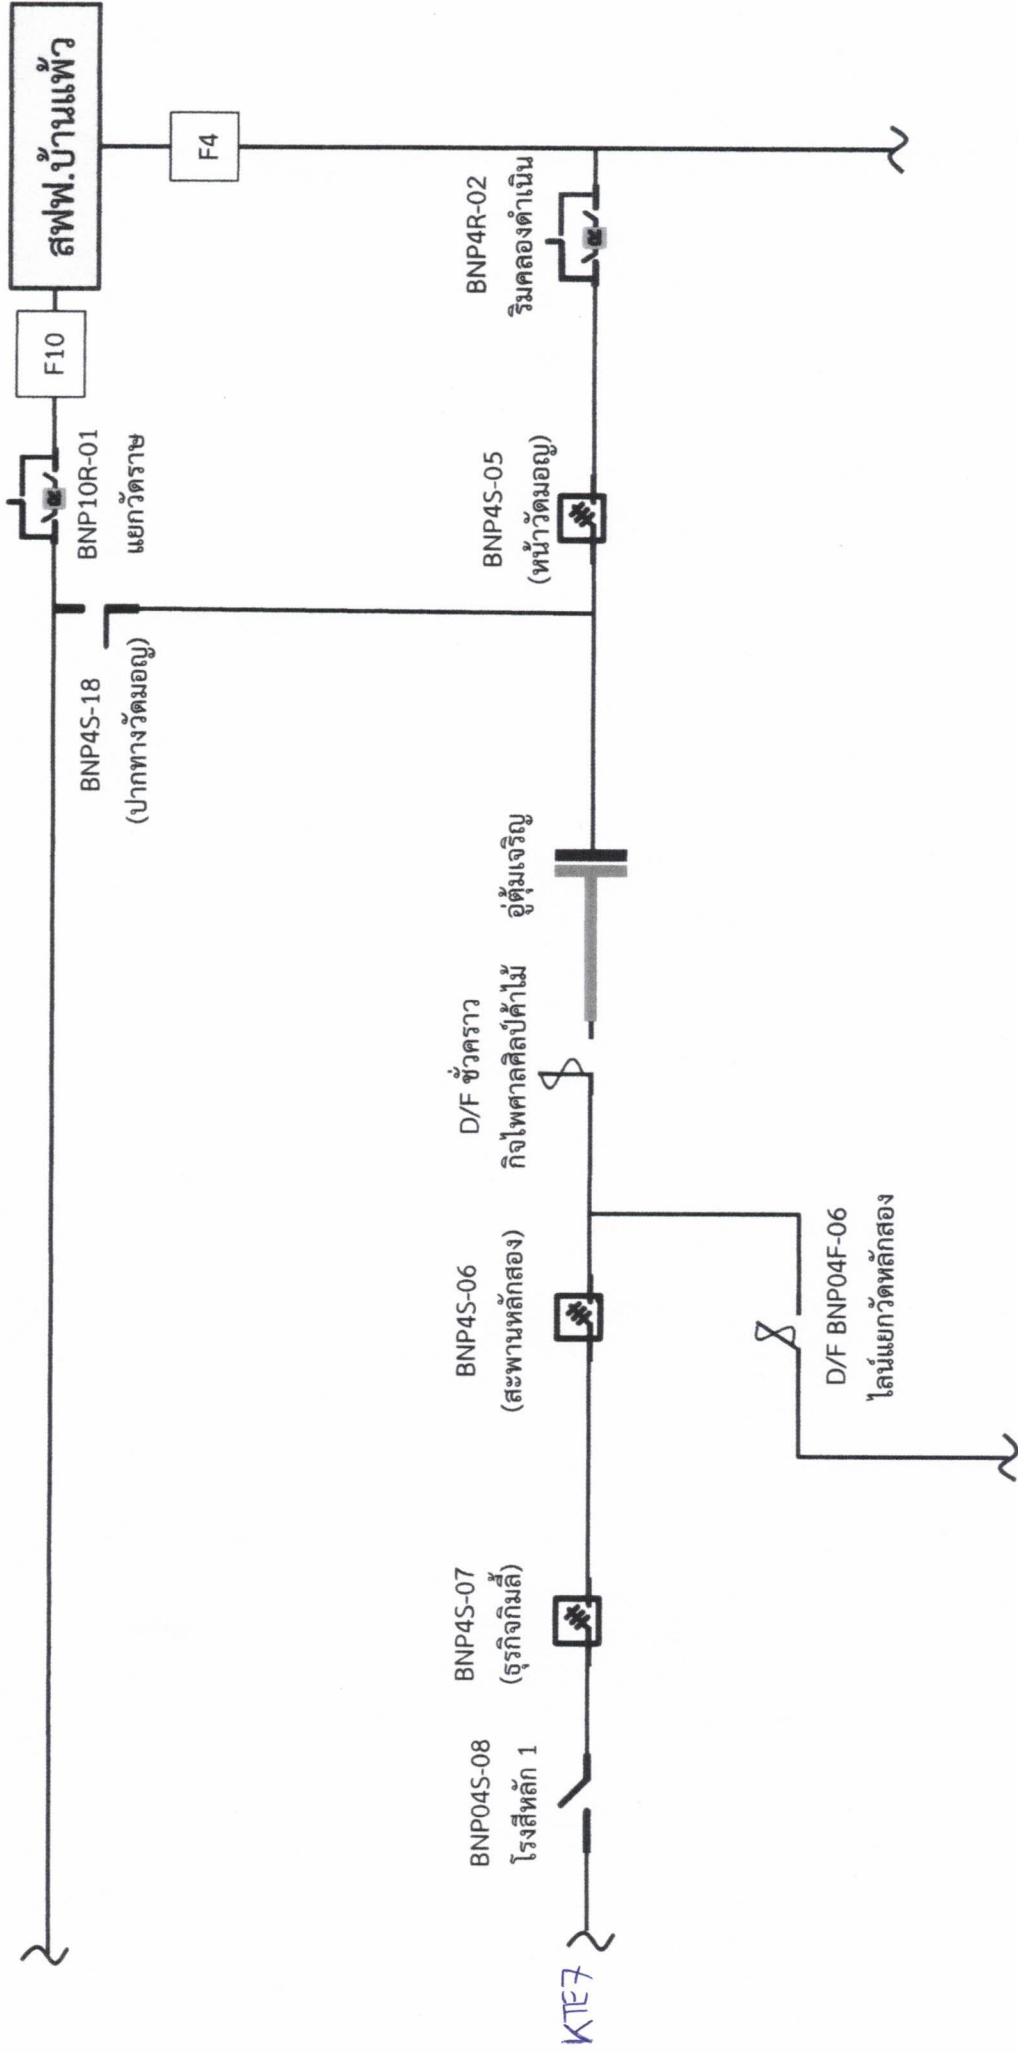 สฟฟ.บ้านแพ้ว
F10
F4
BNP10R-01
แยกวัดราษ
BNP4R-02
ริมคลองดำเนิน
BNP4S-05
(หน้าวัดมอญ)
BNP4S-18
(ปากทางวัดมอญ)
อู่ตุ้มเจริญ
D/F ชั่วคราว
กิจไพศาลศิลป์ค้าไม้
BNP4S-06
(สะพานหลักสอง)
D/F BNP04F-06
ไลน์แยกวัดหลักสอง
BNP4S-07
(ธุรกิจกิมลี้)
BNP04S-08
โรงสีหลัก 1
KTE7